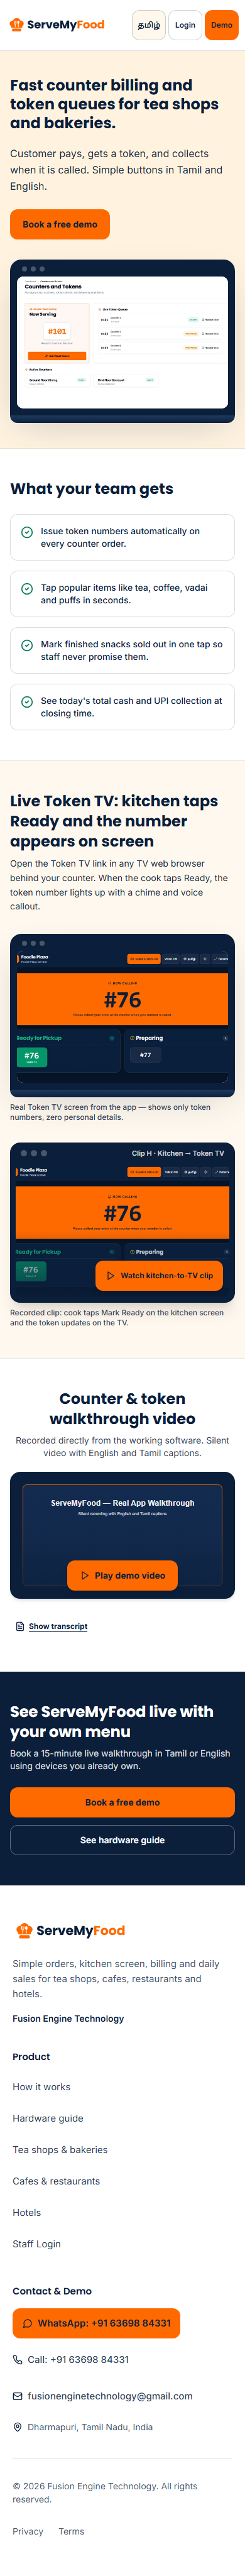 ServeMyFood
தமிழ்
Login
Demo
Fast counter billing and
token queues for tea shops
and bakeries.
Customer pays, gets a token, and collects
when it is called. Simple buttons in Tamil and
English.
Book a free demo
Counters and Tokens
Now Serving
#101
What your team gets
Issue token numbers automatically on
every counter order.
Tap popular items like tea, coffee, vadai
and puffs in seconds.
Mark finished snacks sold out in one tap so
staff never promise them.
See today's total cash and UPI collection at
closing time.
Live Token TV: kitchen taps
Ready and the number
appears on screen
Open the Token TV link in any TV web browser
behind your counter. When the cook taps Ready, the
token number lights up with a chime and voice
callout.
Foodie Plaza
NOW CALLING
#76
Ready for Pickup
Preparing
#76
#77
Real Token TV screen from the app — shows only token
numbers, zero personal details.
Clip H · Kitchen → Token TV
Foodie Plaza
NOW CALLING
#76
Ready for Pickup
Preparing
#76
Watch kitchen-to-TV clip
Recorded clip: cook taps Mark Ready on the kitchen screen
and the token updates on the TV.
Counter & token
walkthrough video
Recorded directly from the working software. Silent
video with English and Tamil captions.
ServeMyFood — Real App Walkthrough
Silent recording with English and Tamil captions
Play demo video
Show transcript
See ServeMyFood live with
your own menu
Book a 15-minute live walkthrough in Tamil or English
using devices you already own.
Book a free demo
See hardware guide
ServeMyFood
Simple orders, kitchen screen, billing and daily
sales for tea shops, cafes, restaurants and
hotels.
Fusion Engine Technology
Product
How it works
Hardware guide
Tea shops & bakeries
Cafes & restaurants
Hotels
Staff Login
Contact & Demo
WhatsApp: +91 63698 84331
Call: +91 63698 84331
fusionenginetechnology@gmail.com
Dharmapuri, Tamil Nadu, India
© 2026 Fusion Engine Technology. All rights
reserved.
Privacy
Terms